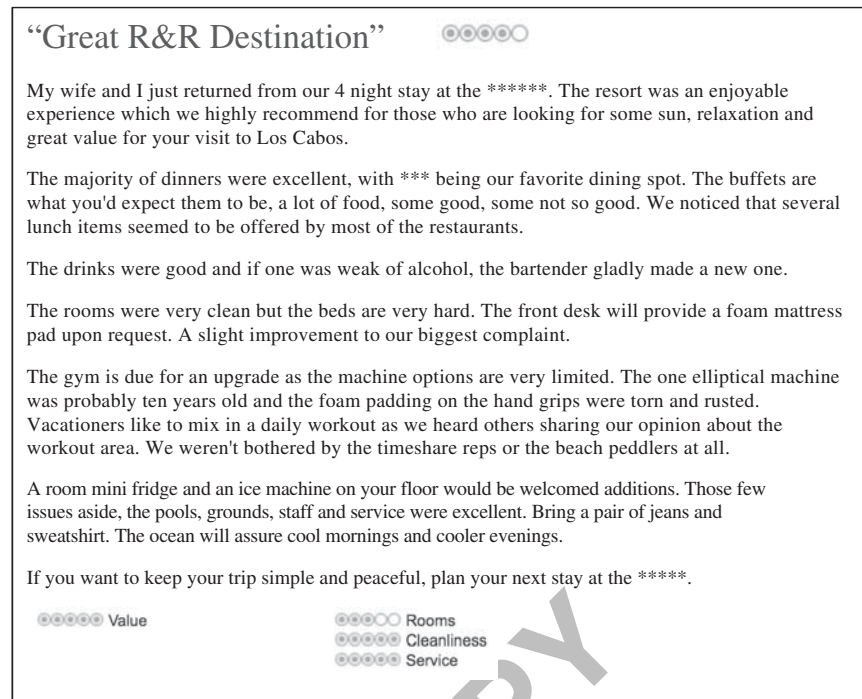 “Great R&R Destination”
My wife and I just returned from our 4 night stay at the ******. The resort was an enjoyable
experience which we highly recommend for those who are looking for some sun, relaxation and
great value for your visit to Los Cabos.
The majority of dinners were excellent, with *** being our favorite dining spot. The buffets are
what you'd expect them to be, a lot of food, some good, some not so good. We noticed that several
lunch items seemed to be offered by most of the restaurants.
The drinks were good and if one was weak of alcohol, the bartender gladly made a new one.
The rooms were very clean but the beds are very hard. The front desk will provide a foam mattress
pad upon request. A slight improvement to our biggest complaint.
The gym is due for an upgrade as the machine options are very limited. The one elliptical machine
was probably ten years old and the foam padding on the hand grips were torn and rusted.
Vacationers like to mix in a daily workout as we heard others sharing our opinion about the
workout area. We weren't bothered by the timeshare reps or the beach peddlers at all.
A room mini fridge and an ice machine on your floor would be welcomed additions. Those few
issues aside, the pools, grounds, staff and service were excellent. Bring a pair of jeans and
sweatshirt. The ocean will assure cool mornings and cooler evenings.
If you want to keep your trip simple and peaceful, plan your next stay at the *****.
Value
Rooms
Cleanliness
Service